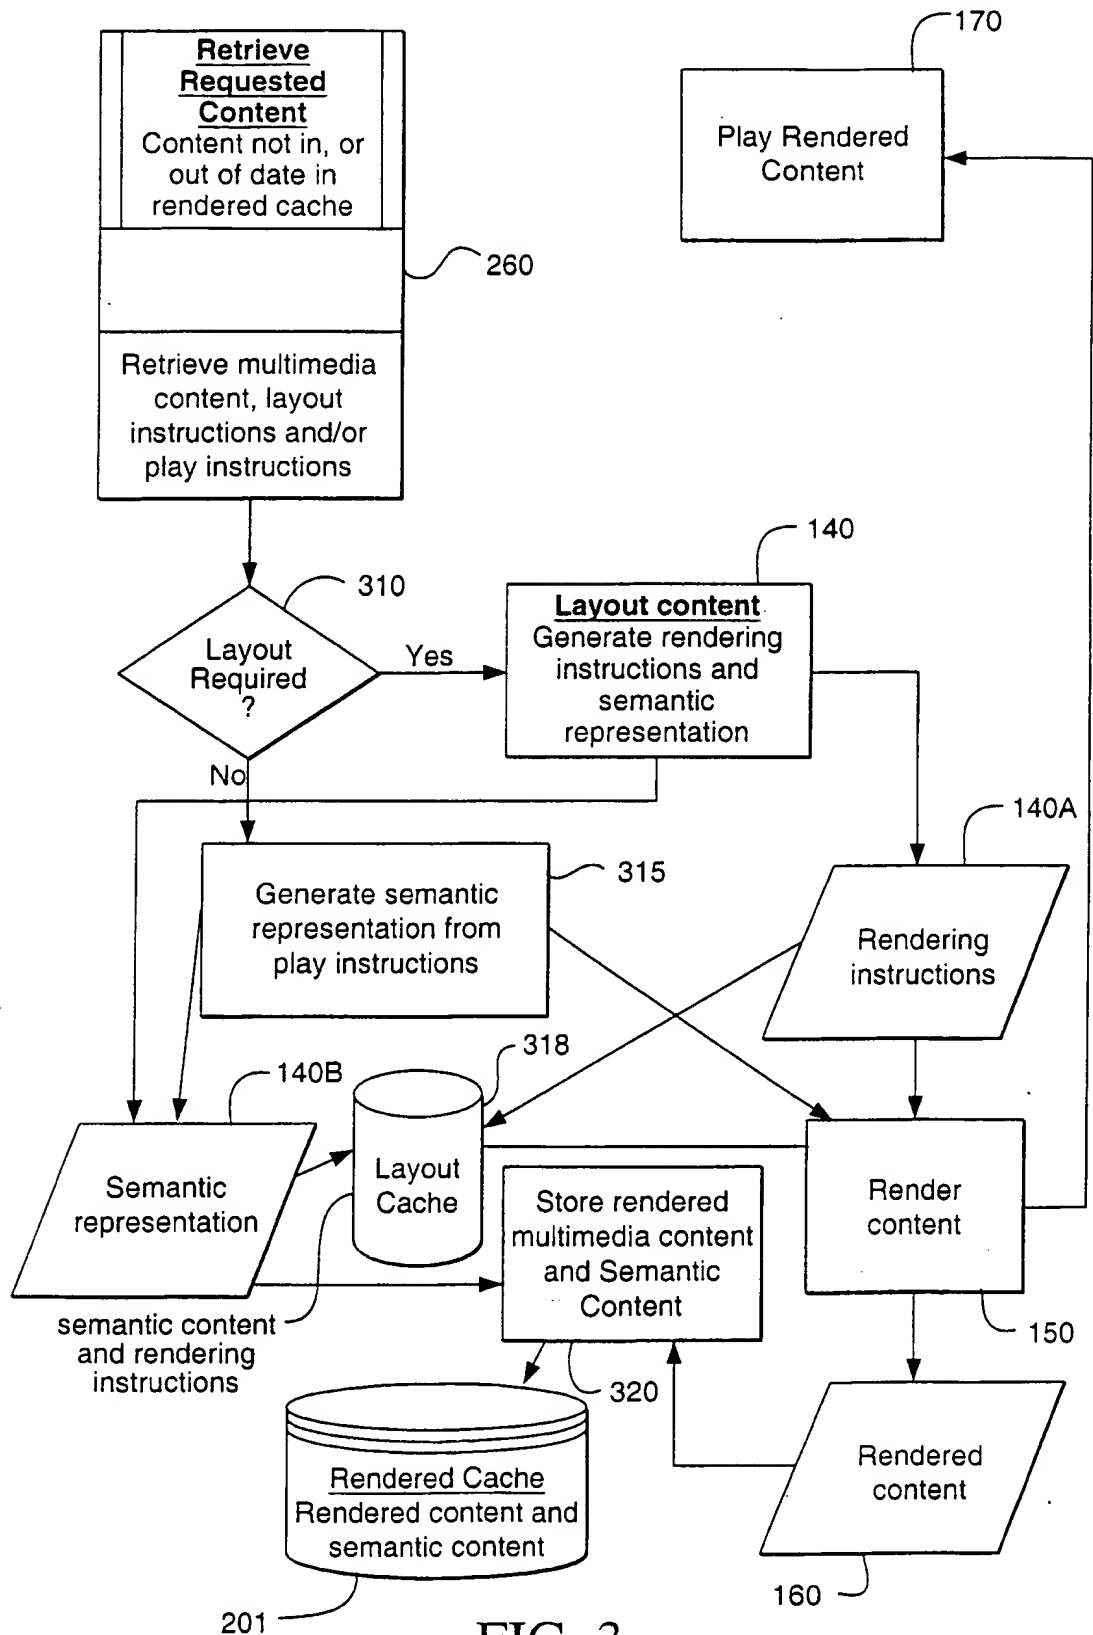 170
Retrieve
Requested
Content
Content not in, or
out of date in
rendered cache
Play Rendered
Content
260
Retrieve multimedia
content, layout
instructions and/or
play instructions
140
310
Layout content
Generate rendering
instructions and
semantic
representation
Layout
Required
?
Yes
No
140A
315
Generate semantic
representation from
play instructions
Rendering
instructions
318
140B
Semantic
representation
Layout
Cache
Store rendered
multimedia content
and Semantic
Content
Render
content
semantic content
and rendering
instructions
150
320
Rendered Cache
Rendered content and
semantic content
Rendered
content
160
201
FIG. 3